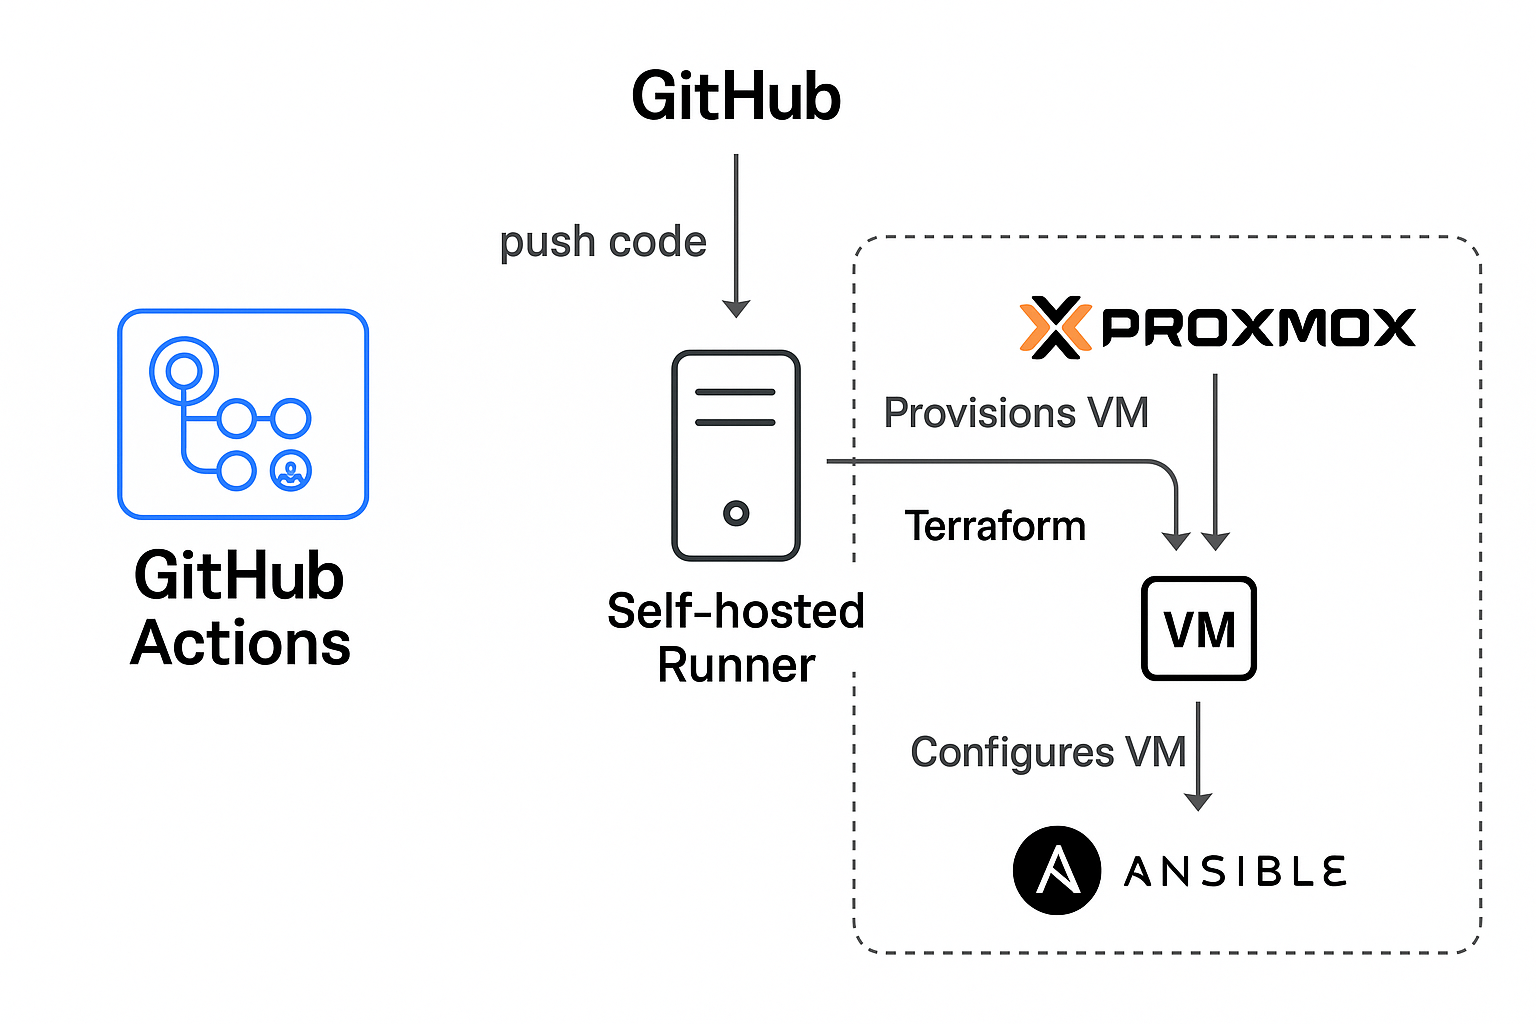 GitHub
push code
GitHub
Actions
Self-hosted
Runner
PROXMOX
Provisions VM
Terraform
VM
Configures VM
ANSIBLE